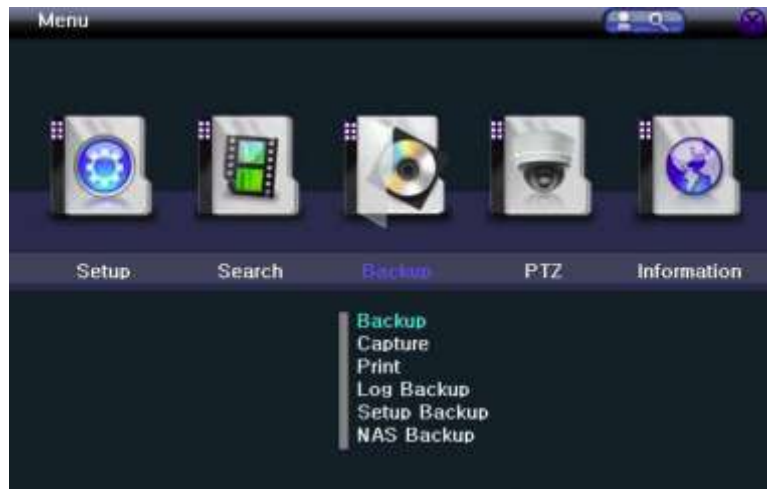 Menu
Setup Search Backup PTZ Information
Backup
Capture
Print
Log Backup
Setup Backup
NAS Backup